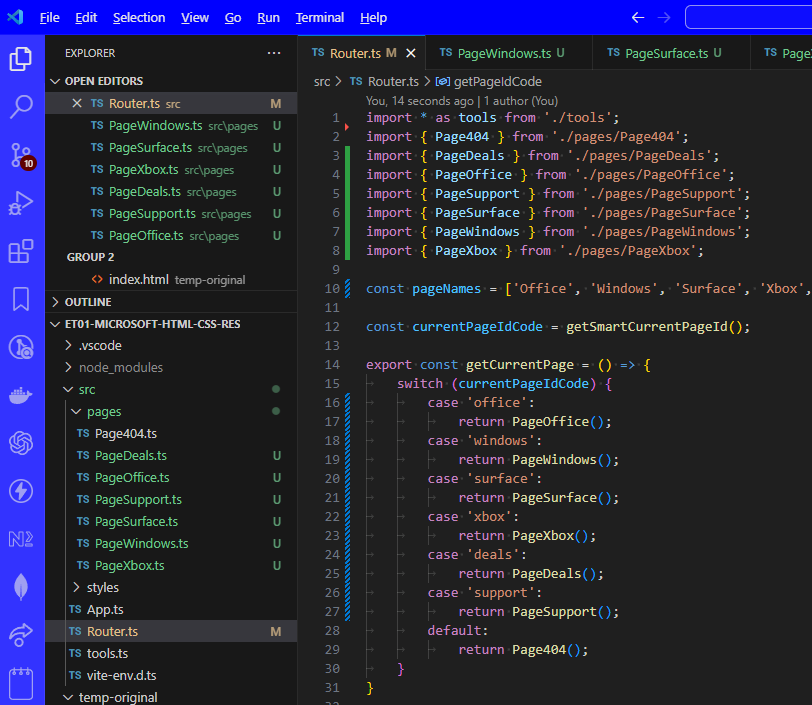 File Edit Selection View Go Run Terminal Help
EXPLORER
OPEN EDITORS
Router.ts src M
PageWindows.ts src\pages U
PageSurface.ts src\pages U
PageXbox.ts src\pages U
PageDeals.ts src\pages U
PageSupport.ts src\pages U
PageOffice.ts src\pages U
GROUP 2
index.html temp-original
OUTLINE
ET01-MICROSOFT-HTML-CSS-RES
.vscode
node_modules
src
pages
TS Page404.ts
TS PageDeals.ts U
TS PageOffice.ts U
TS PageSupport.ts U
TS PageSurface.ts U
TS PageWindows.ts U
TS PageXbox.ts U
styles
TS App.ts
TS Router.ts M
TS tools.ts
TS vite-env.d.ts
temp-original
10
N2
TS Router.ts M TS PageWindows.ts U TS PageSurface.ts U TS Page
src > TS Router.ts > getPageIdCode
You, 14 seconds ago | 1 author (You)
1 import * as tools from './tools';
2 import { Page404 } from './pages/Page404';
3 import { PageDeals } from './pages/PageDeals';
4 import { PageOffice } from './pages/PageOffice';
5 import { PageSupport } from './pages/PageSupport';
6 import { PageSurface } from './pages/PageSurface';
7 import { PageWindows } from './pages/PageWindows';
8 import { PageXbox } from './pages/PageXbox';
9
10 const pageNames = ['Office', 'Windows', 'Surface', 'Xbox',
11
12 const currentPageIdCode = getSmartCurrentPageId();
13
14 export const getCurrentPage = () => {
15 switch (currentPageIdCode) {
16 case 'office':
17 return PageOffice();
18 case 'windows':
19 return PageWindows();
20 case 'surface':
21 return PageSurface();
22 case 'xbox':
23 return PageXbox();
24 case 'deals':
25 return PageDeals();
26 case 'support':
27 return PageSupport();
28 default:
29 return Page404();
30 }
31 }